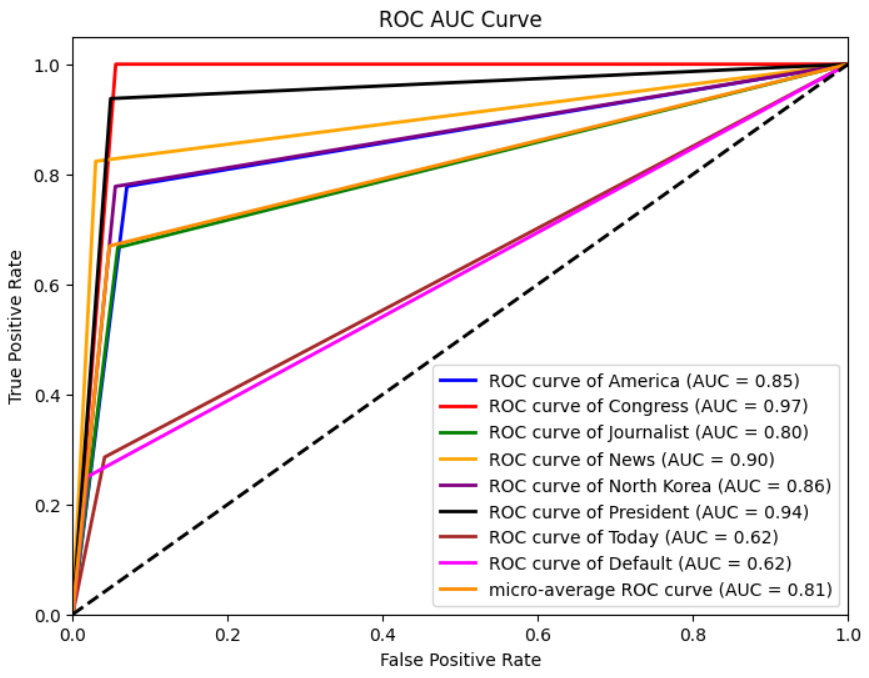 ROC AUC Curve
1.0
0.8
0.6
0.4
0.2
0.0
True Positive Rate
ROC curve of America (AUC = 0.85)
ROC curve of Congress (AUC = 0.97)
ROC curve of Journalist (AUC = 0.80)
ROC curve of News (AUC = 0.90)
ROC curve of North Korea (AUC = 0.86)
ROC curve of President (AUC = 0.94)
ROC curve of Today (AUC = 0.62)
ROC curve of Default (AUC = 0.62)
micro-average ROC curve (AUC = 0.81)
0.0 0.2 0.4 0.6 0.8 1.0
False Positive Rate